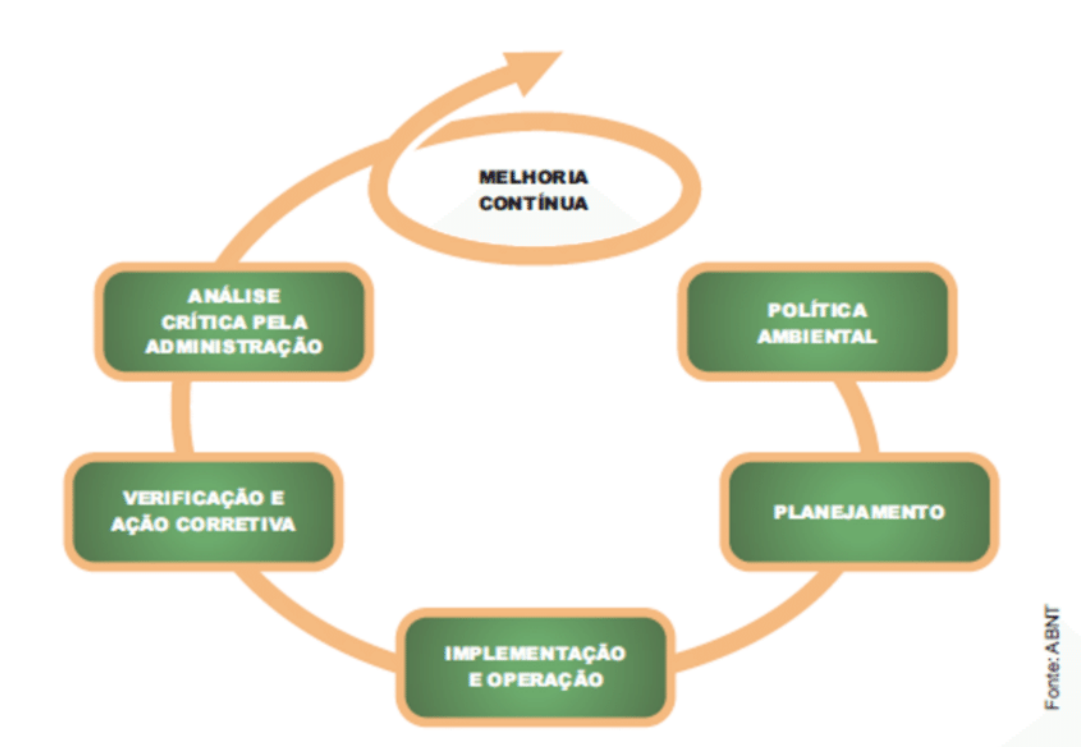 MELHORIA
CONTÍNUA
POLÍTICA
AMBIENTAL
PLANEJAMENTO
IMPLEMENTAÇÃO
E OPERAÇÃO
VERIFICAÇÃO E
AÇÃO CORRETIVA
ANÁLISE
CRÍTICA PELA
ADMINISTRAÇÃO
Fonte: ABNT